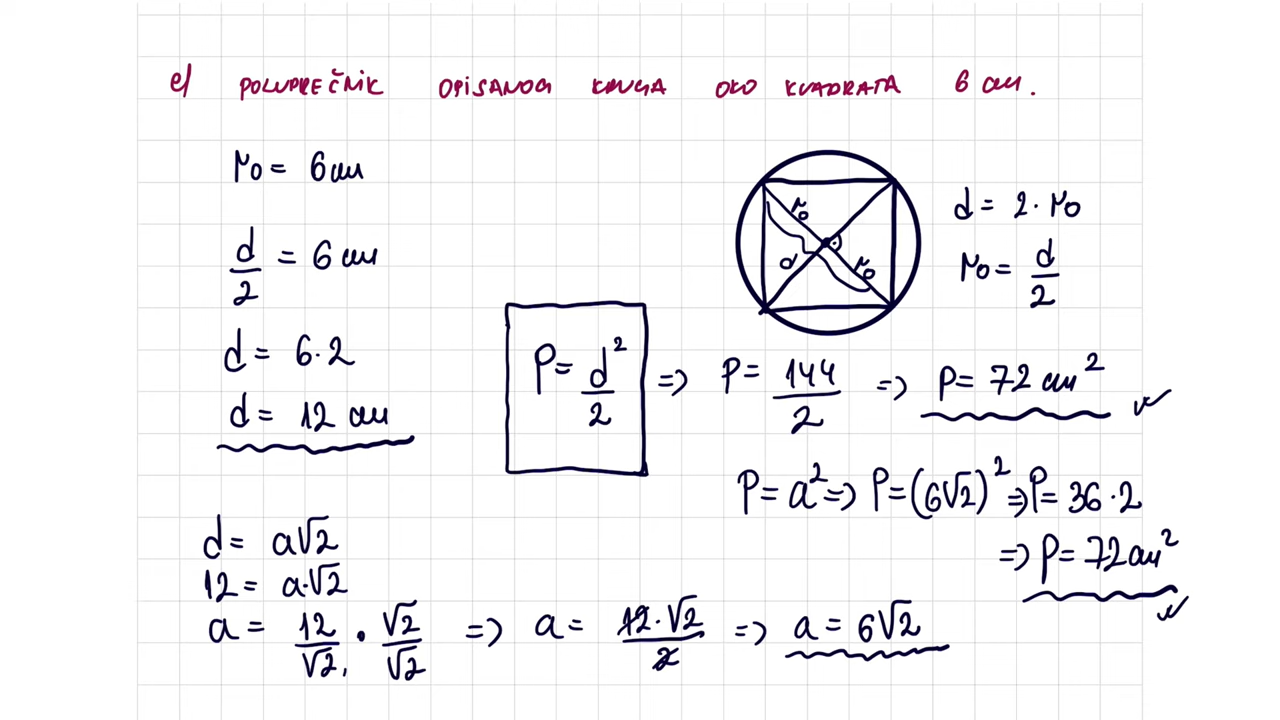 e) POLUPREČNIK OPISANOG KRUGA OKO KVADRATA 6 cm.
r₀ = 6 cm
d/2 = 6 cm
d = 6·2
d = 12 cm
r₀
d
r₀
d = 2·r₀
r₀ = d/2
P = d²/2 => P = 144/2 => P = 72 cm²
P = a² => P = (6√2)² => P = 36·2
=> P = 72 cm²
d = a√2
12 = a·√2
a = 12/√2 · √2/√2 => a = 12·√2/2 => a = 6√2